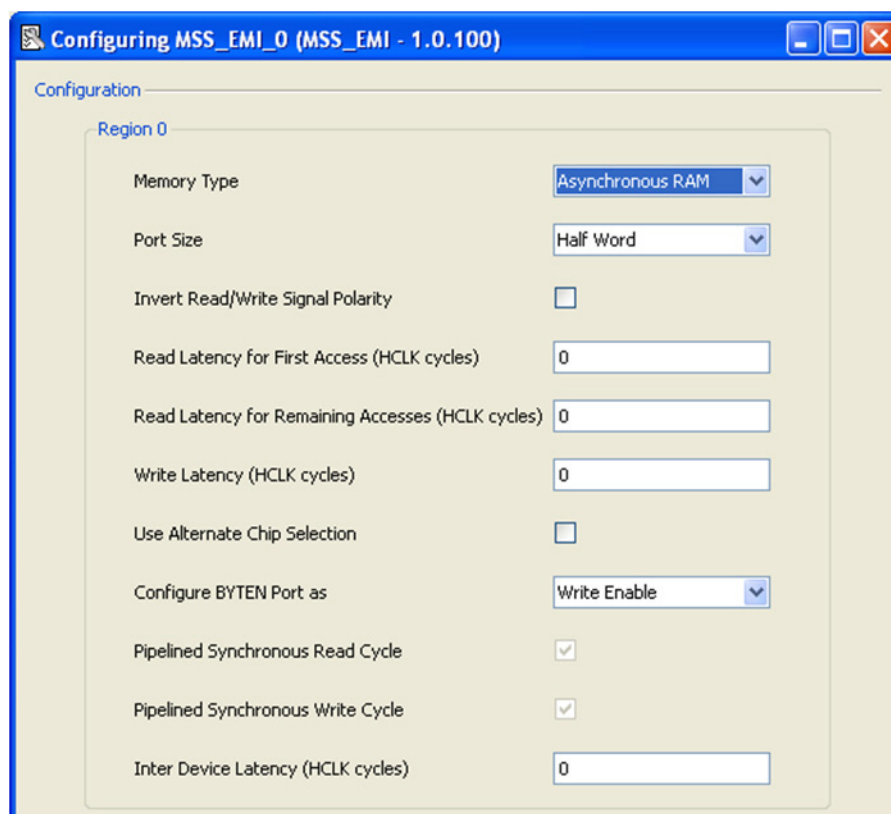 Configuring MSS_EMI_0 (MSS_EMI - 1.0.100)
Configuration
Region 0
Memory Type Asynchronous RAM
Port Size Half Word
Invert Read/Write Signal Polarity
Read Latency for First Access (HCLK cycles) 0
Read Latency for Remaining Accesses (HCLK cycles) 0
Write Latency (HCLK cycles) 0
Use Alternate Chip Selection
Configure BYTEN Port as Write Enable
Pipelined Synchronous Read Cycle
Pipelined Synchronous Write Cycle
Inter Device Latency (HCLK cycles) 0